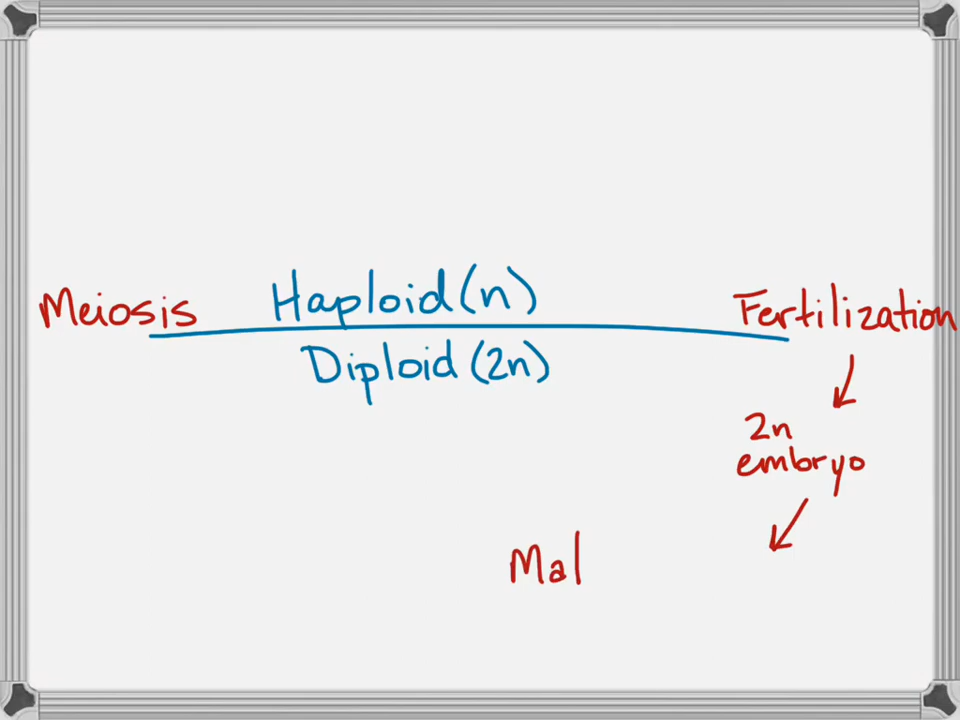 Meiosis
Haploid (n)
Fertilization
Diploid (2n)
2n
embryo
Mal